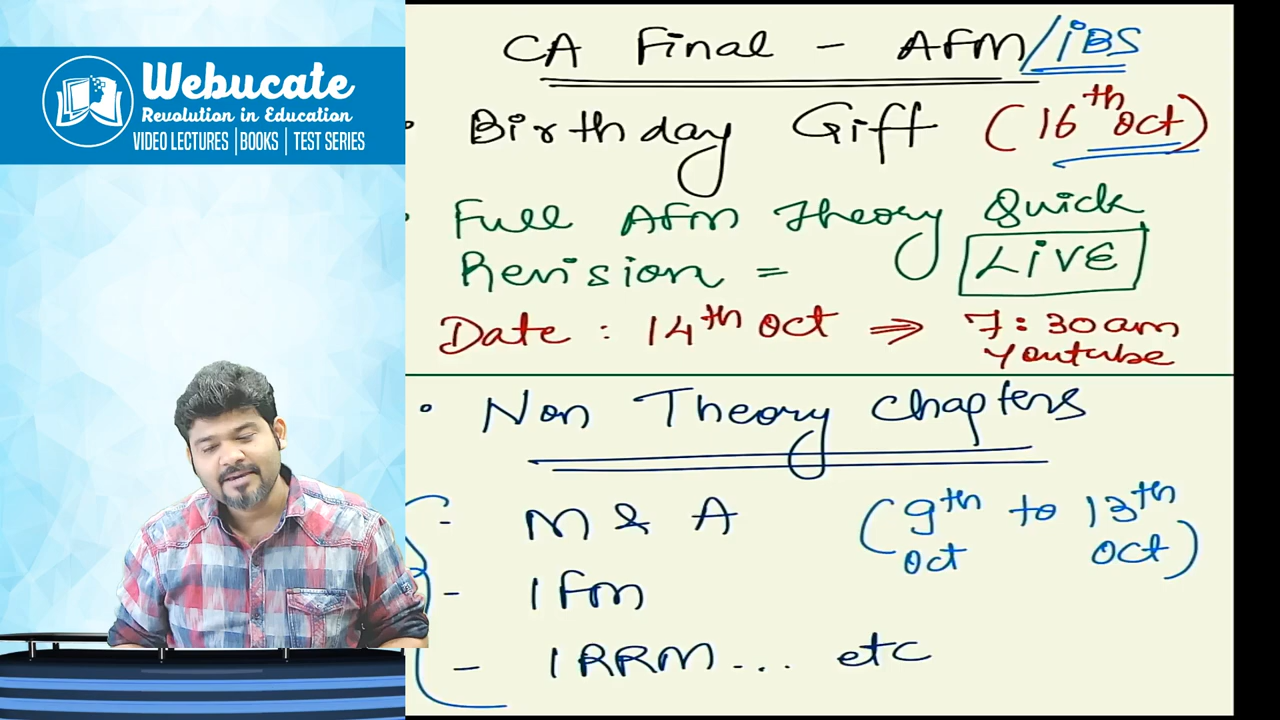 Webucate
Revolution in Education
VIDEO LECTURES | BOOKS | TEST SERIES
CA Final - AFM/iBS
• Birthday Gift (16th Oct)
• Full AFM Theory Quick
Revision = LiVE
Date : 14th Oct ⇒ 7:30am
Youtube
• Non Theory Chapters
- M & A (9th Oct to 13th Oct)
- IFM
- IRRM... etc